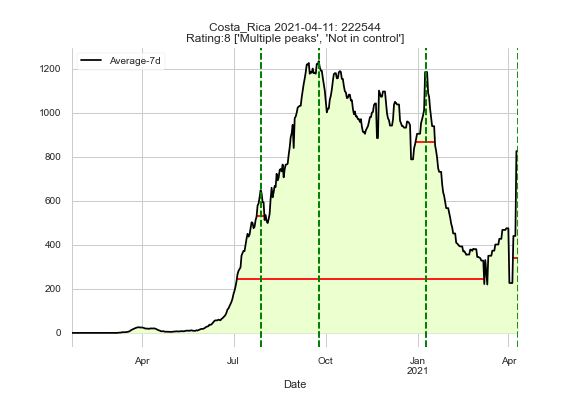 Costa_Rica 2021-04-11: 222544
Rating:8 ['Multiple peaks', 'Not in control']
Average-7d
1200
1000
800
600
400
200
0
Apr
Jul
Oct
Jan
Apr
2021
Date